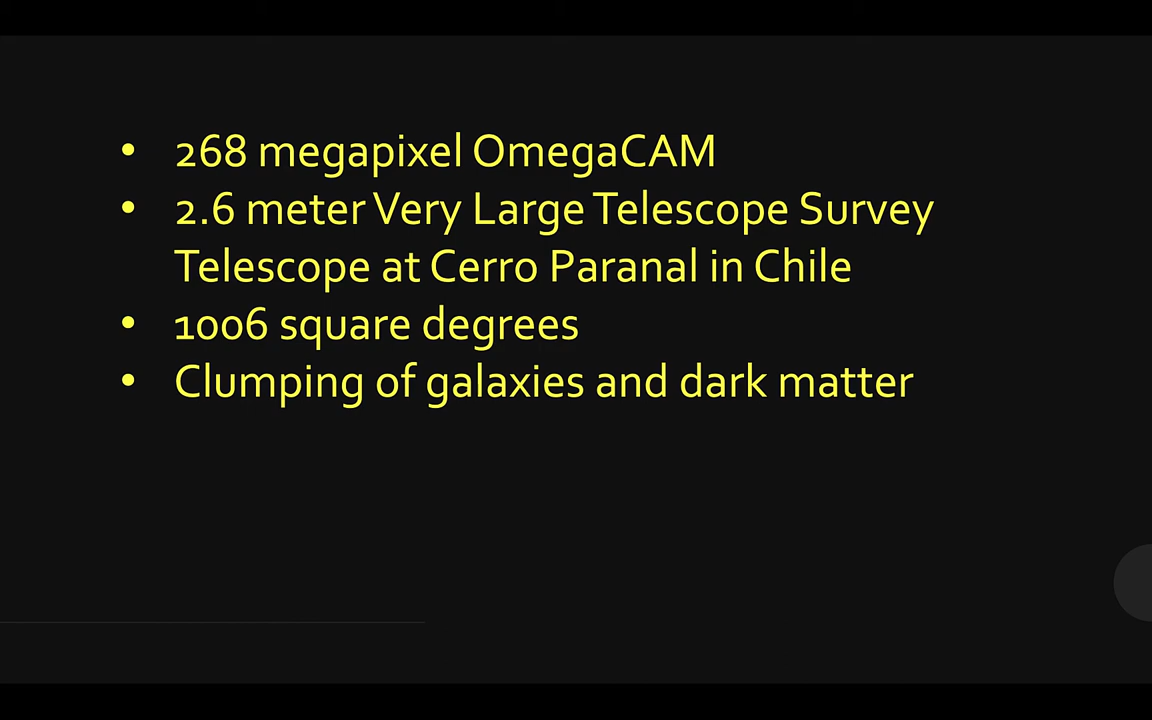 • 268 megapixel OmegaCAM
• 2.6 meter Very Large Telescope Survey
Telescope at Cerro Paranal in Chile
• 1006 square degrees
• Clumping of galaxies and dark matter